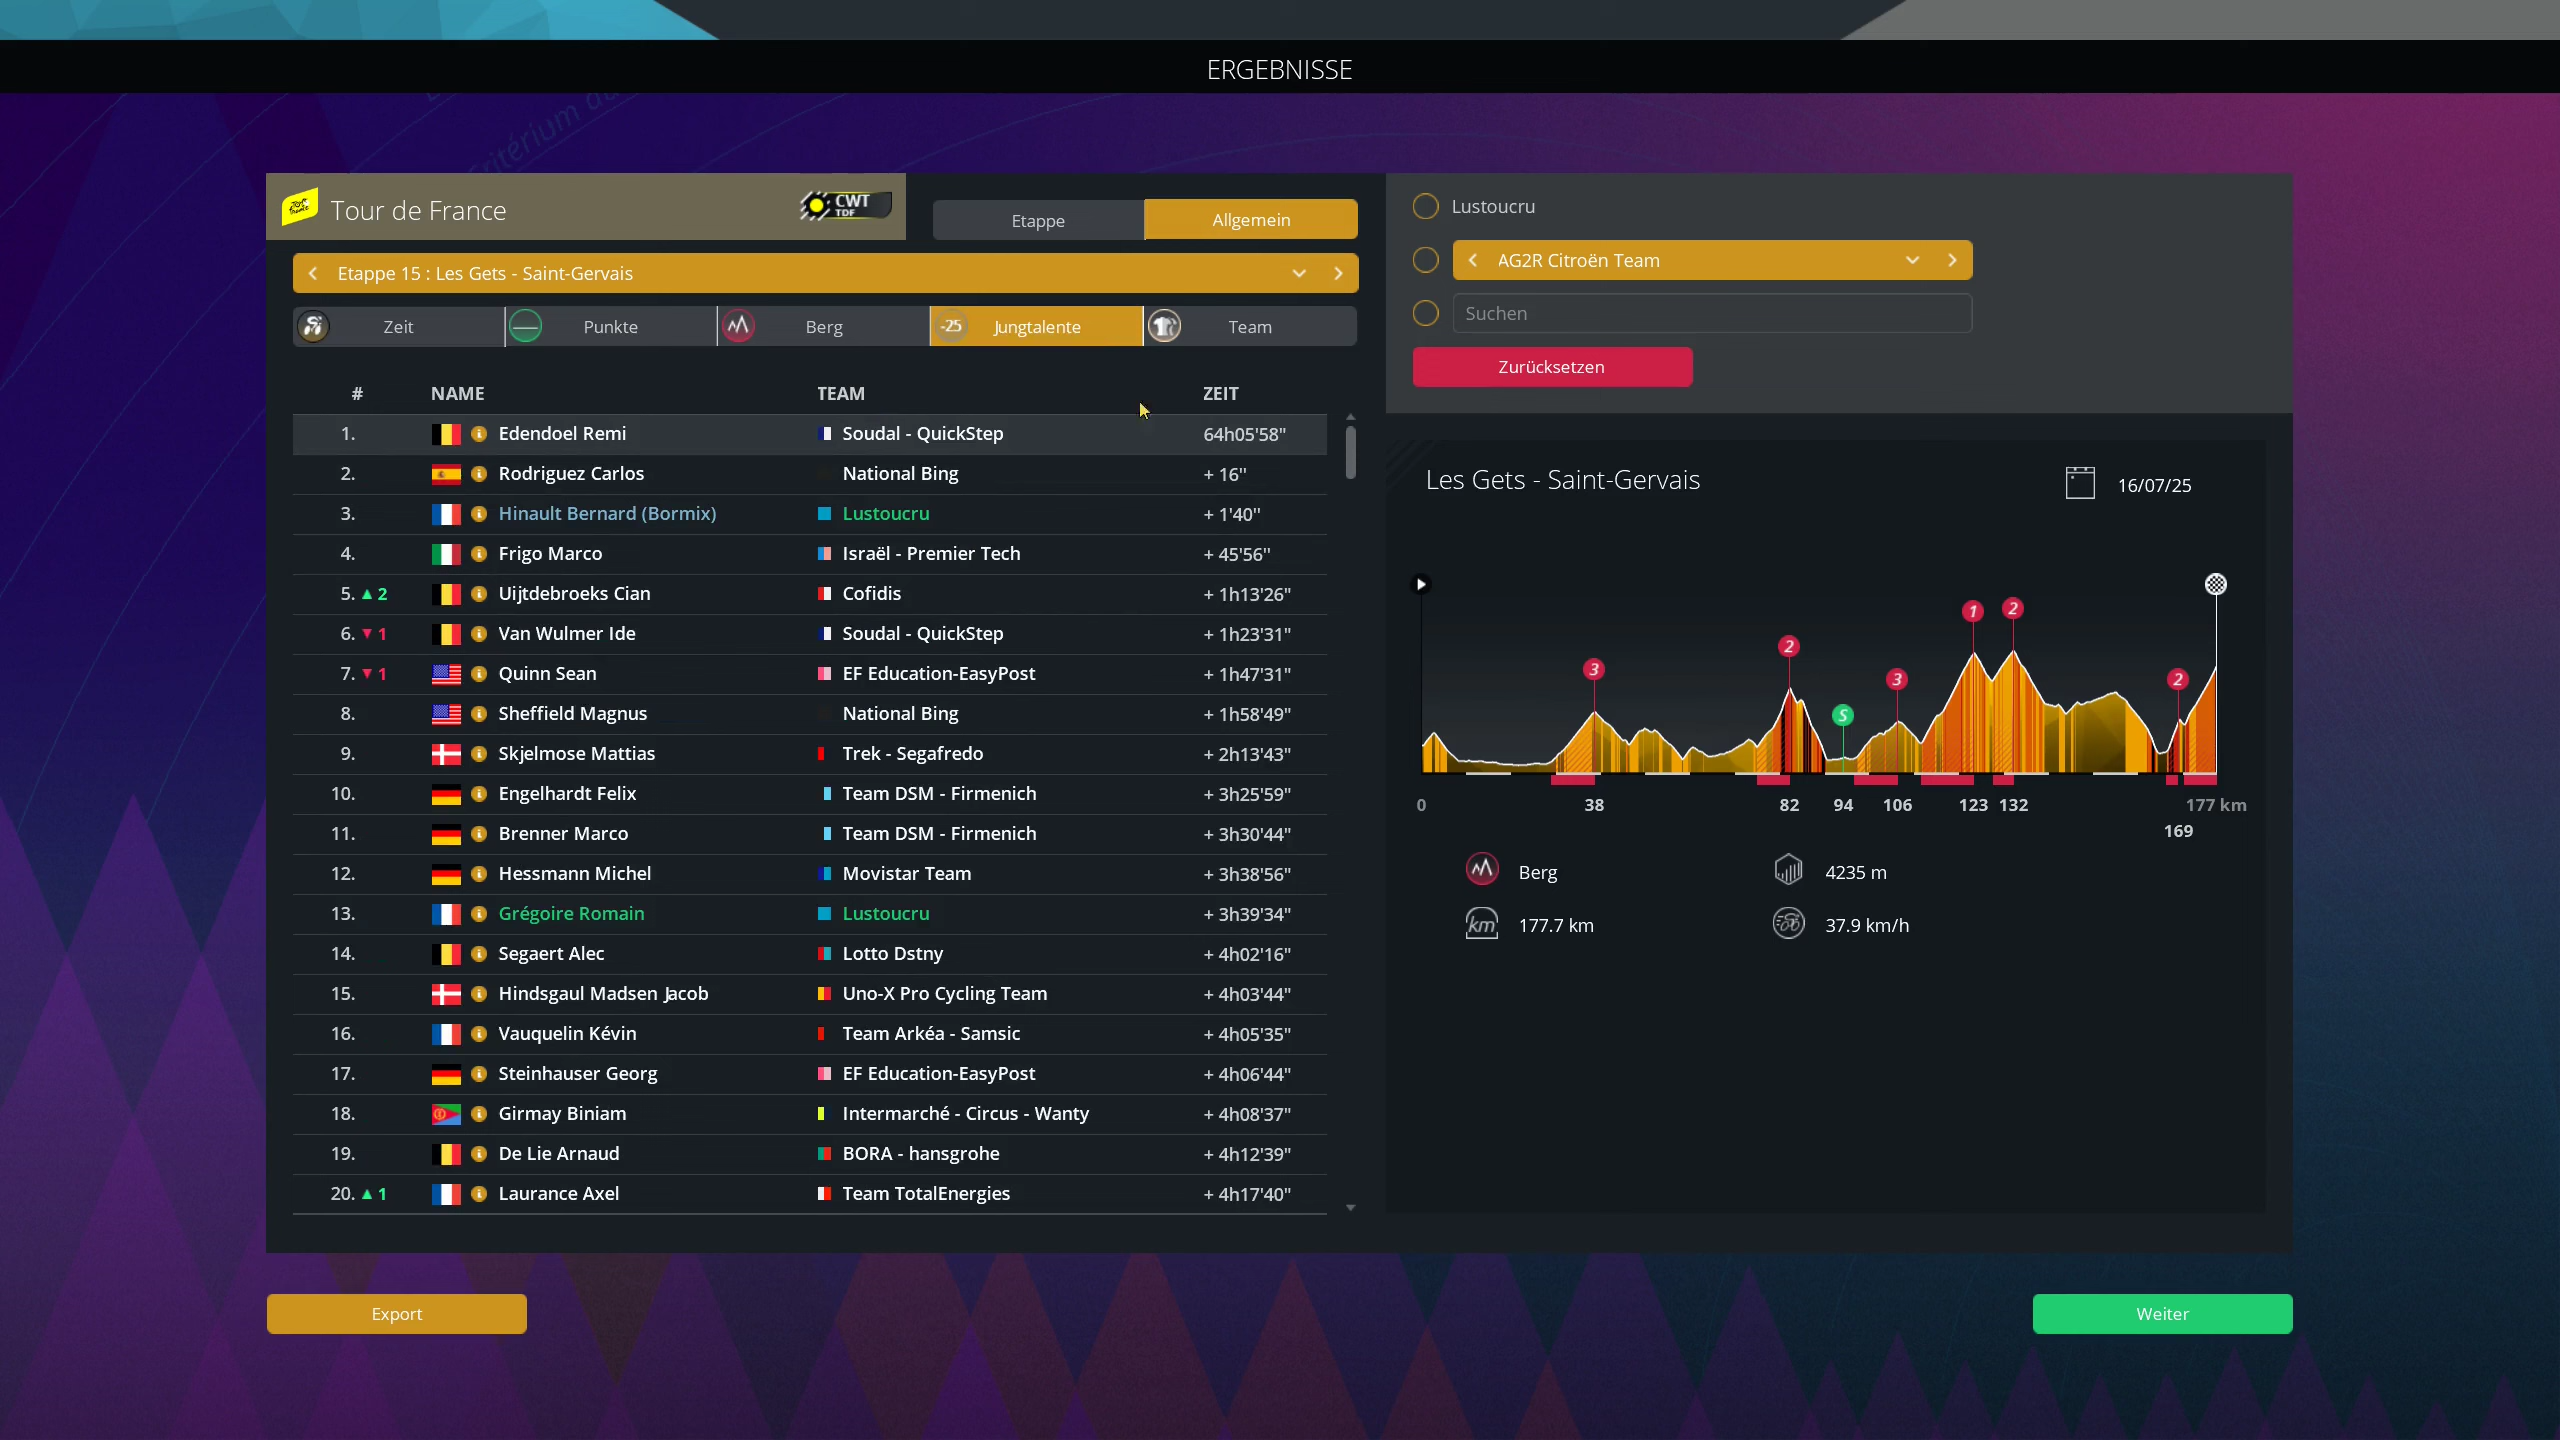 ERGEBNISSE
Tour de France
CWT
TDF
Etappe
Allgemein
Etappe 15 : Les Gets - Saint-Gervais
Zeit
Punkte
Berg
-25
Jungtalente
Team
# NAME TEAM ZEIT
1. Edendoel Remi Soudal - QuickStep 64h05'58"
2. Rodriguez Carlos National Bing + 16"
3. Hinault Bernard (Bormix) Lustoucru + 1'40"
4. Frigo Marco Israël - Premier Tech + 45'56"
5. ▲ 2 Uijtdebroeks Cian Cofidis + 1h13'26"
6. ▼ 1 Van Wulmer Ide Soudal - QuickStep + 1h23'31"
7. ▼ 1 Quinn Sean EF Education-EasyPost + 1h47'31"
8. Sheffield Magnus National Bing + 1h58'49"
9. Skjelmose Mattias Trek - Segafredo + 2h13'43"
10. Engelhardt Felix Team DSM - Firmenich + 3h25'59"
11. Brenner Marco Team DSM - Firmenich + 3h30'44"
12. Hessmann Michel Movistar Team + 3h38'56"
13. Grégoire Romain Lustoucru + 3h39'34"
14. Segaert Alec Lotto Dstny + 4h02'16"
15. Hindsgaul Madsen Jacob Uno-X Pro Cycling Team + 4h03'44"
16. Vauquelin Kévin Team Arkéa - Samsic + 4h05'35"
17. Steinhauser Georg EF Education-EasyPost + 4h06'44"
18. Girmay Biniam Intermarché - Circus - Wanty + 4h08'37"
19. De Lie Arnaud BORA - hansgrohe + 4h12'39"
20. ▲ 1 Laurance Axel Team TotalEnergies + 4h17'40"
Lustoucru
AG2R Citroën Team
Suchen
Zurücksetzen
Les Gets - Saint-Gervais
16/07/25
3 2 S 3 1 2 2
0 38 82 94 106 123 132 177 km
169
Berg
4235 m
km 177.7 km
37.9 km/h
Export
Weiter